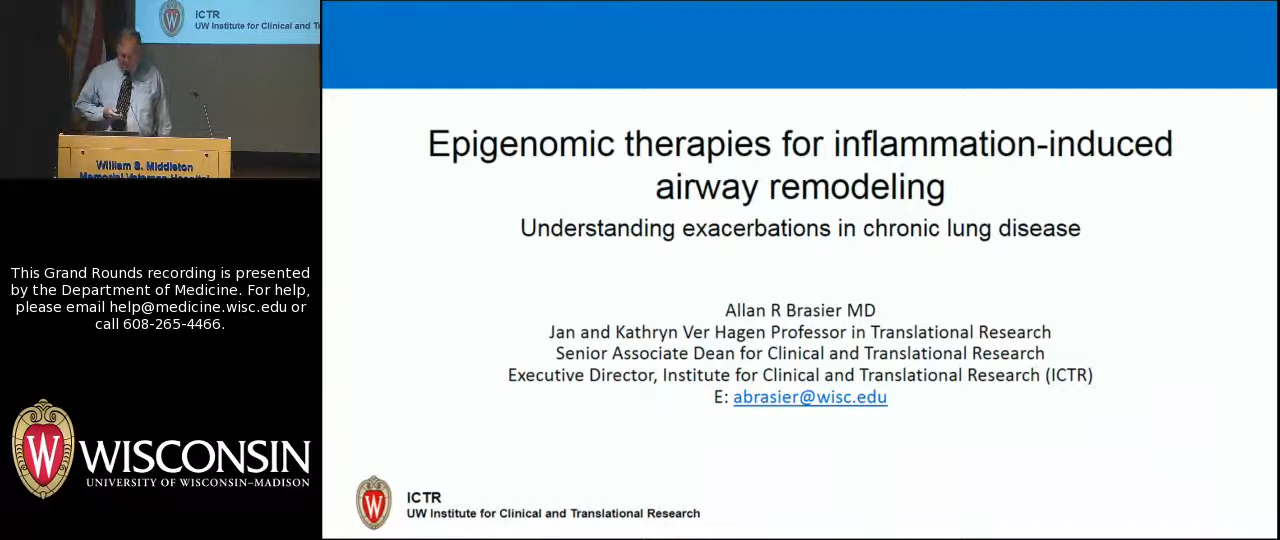 ICTR
UW Institute for Clinical and T
William S. Middleton
Memorial Veterans Hospital
This Grand Rounds recording is presented
by the Department of Medicine. For help,
please email help@medicine.wisc.edu or
call 608-265-4466.
W WISCONSIN
UNIVERSITY OF WISCONSIN–MADISON
Epigenomic therapies for inflammation-induced
airway remodeling
Understanding exacerbations in chronic lung disease
Allan R Brasier MD
Jan and Kathryn Ver Hagen Professor in Translational Research
Senior Associate Dean for Clinical and Translational Research
Executive Director, Institute for Clinical and Translational Research (ICTR)
E: abrasier@wisc.edu
W
ICTR
UW Institute for Clinical and Translational Research